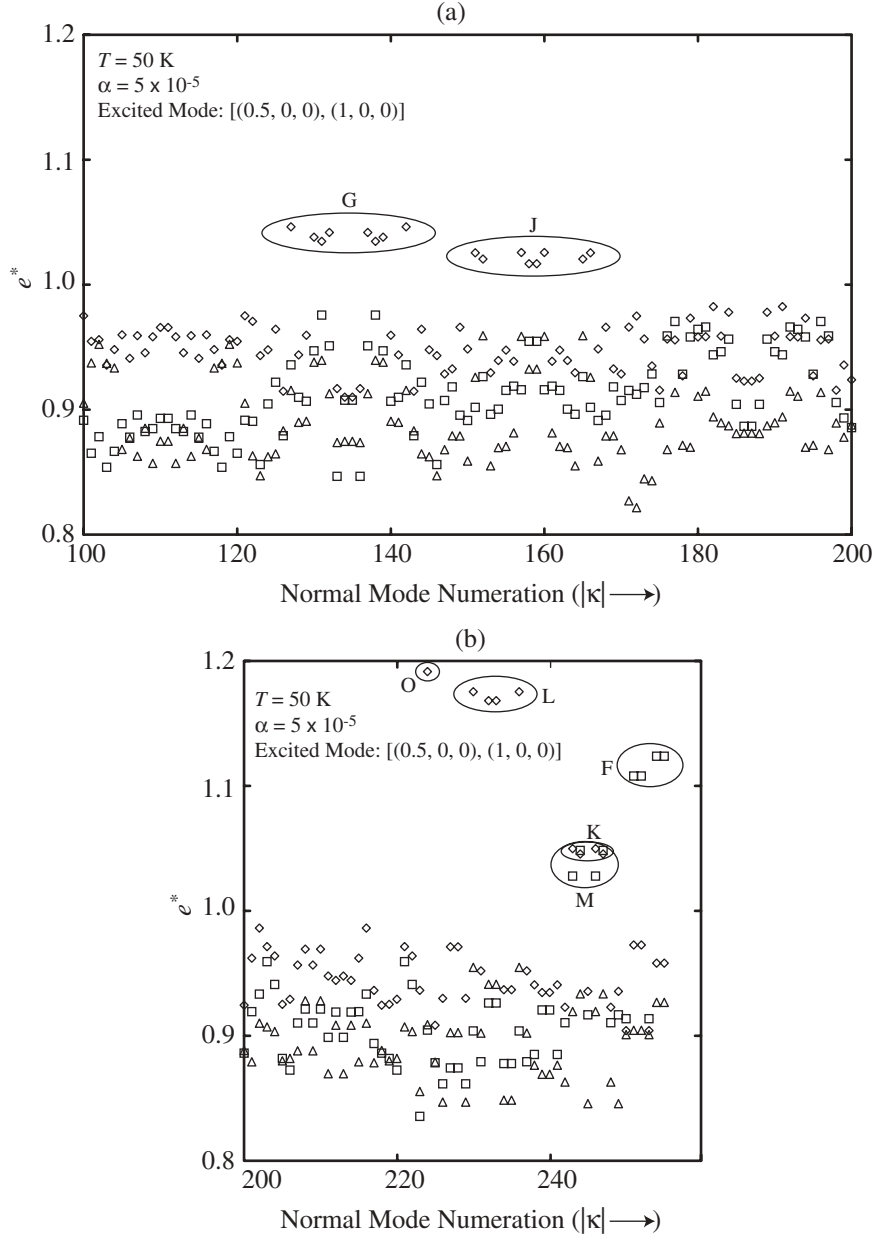 (a)
1.2
T = 50 K
α = 5 x 10-5
Excited Mode: [(0.5, 0, 0), (1, 0, 0)]
1.1
G
J
e*
1.0
0.9
0.8
100 120 140 160 180 200
Normal Mode Numeration (|κ| ⟶)
(b)
1.2
O
L
T = 50 K
α = 5 x 10-5
Excited Mode: [(0.5, 0, 0), (1, 0, 0)]
F
1.1
K
M
e*
1.0
0.9
0.8
200 220 240
Normal Mode Numeration (|κ| ⟶)